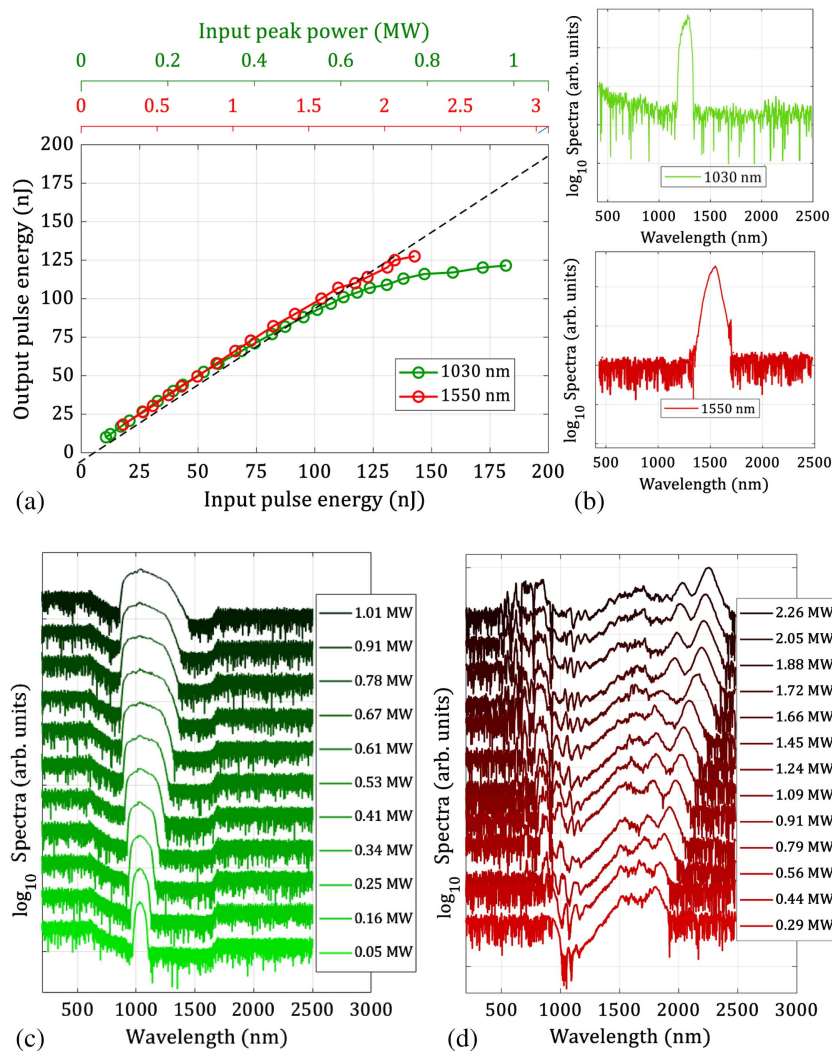 Input peak power (MW)
0 0.2 0.4 0.6 0.8 1
0 0.5 1 1.5 2 2.5 3
200
175
150
125
100
75
50
25
0
Output pulse energy (nJ)
1030 nm
1550 nm
0 25 50 75 100 125 150 175 200
Input pulse energy (nJ)
(a)
log10 Spectra (arb. units)
1030 nm
500 1000 1500 2000 2500
Wavelength (nm)
log10 Spectra (arb. units)
1550 nm
500 1000 1500 2000 2500
Wavelength (nm)
(b)
log10 Spectra (arb. units)
1.01 MW
0.91 MW
0.78 MW
0.67 MW
0.61 MW
0.53 MW
0.41 MW
0.34 MW
0.25 MW
0.16 MW
0.05 MW
500 1000 1500 2000 2500 3000
Wavelength (nm)
(c)
log10 Spectra (arb. units)
2.26 MW
2.05 MW
1.88 MW
1.72 MW
1.66 MW
1.45 MW
1.24 MW
1.09 MW
0.91 MW
0.79 MW
0.56 MW
0.44 MW
0.29 MW
500 1000 1500 2000 2500 3000
Wavelength (nm)
(d)